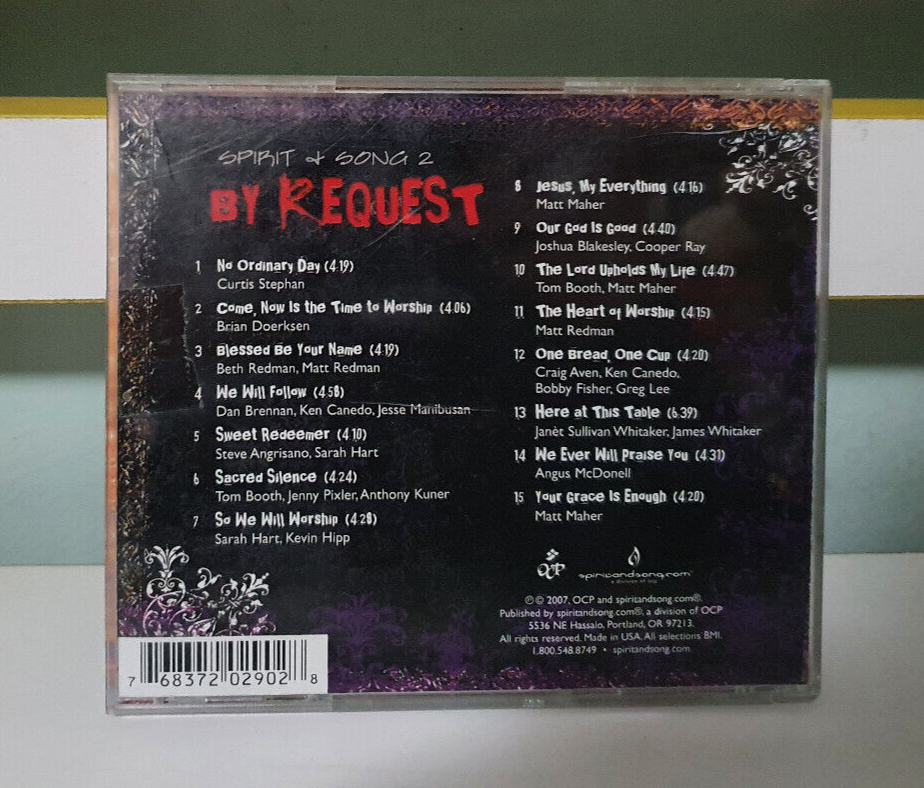 SPIRIT & SONG 2
BY REQUEST
1 No Ordinary Day (4:19)
Curtis Stephan
2 Come, Now Is the Time to Worship (4:06)
Brian Doerksen
3 Blessed Be Your Name (4:19)
Beth Redman, Matt Redman
4 We Will Follow (4:58)
Dan Brennan, Ken Canedo, Jesse Manibusan
5 Sweet Redeemer (4:10)
Steve Angrisano, Sarah Hart
6 Sacred Silence (4:24)
Tom Booth, Jenny Pixler, Anthony Kuner
7 So We Will Worship (4:28)
Sarah Hart, Kevin Hipp
8 Jesus, My Everything (4:16)
Matt Maher
9 Our God Is Good (4:40)
Joshua Blakesley, Cooper Ray
10 The Lord Upholds My Life (4:47)
Tom Booth, Matt Maher
11 The Heart of Worship (4:15)
Matt Redman
12 One Bread, One Cup (4:20)
Craig Aven, Ken Canedo,
Bobby Fisher, Greg Lee
13 Here at This Table (6:39)
Janèt Sullivan Whitaker, James Whitaker
14 We Ever Will Praise You (4:31)
Angus McDonell
15 Your Grace Is Enough (4:20)
Matt Maher
OCP
spiritandsong.com®
a division of ocp
℗© 2007, OCP and spiritandsong.com®.
Published by spiritandsong.com®, a division of OCP
5536 NE Hassalo, Portland, OR 97213.
All rights reserved. Made in USA. All selections BMI.
1.800.548.8749 • spiritandsong.com
7 68372 02902 8